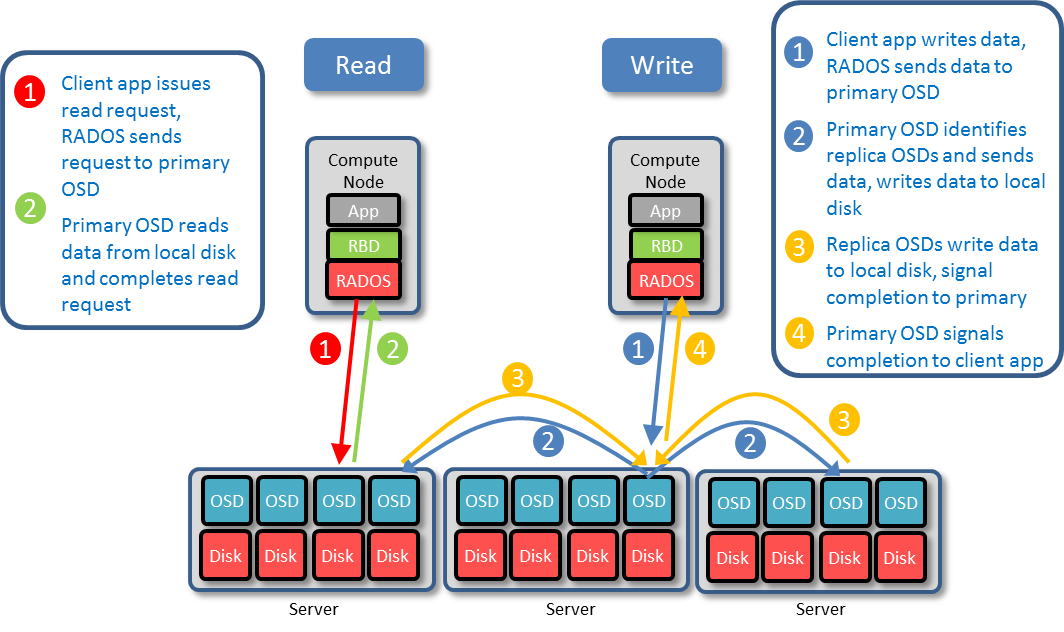 Read
Write
1
Client app issues
read request,
RADOS sends
request to primary
OSD
2
Primary OSD reads
data from local disk
and completes read
request
1
Client app writes data,
RADOS sends data to
primary OSD
2
Primary OSD identifies
replica OSDs and sends
data, writes data to local
disk
3
Replica OSDs write data
to local disk, signal
completion to primary
4
Primary OSD signals
completion to client app
Compute
Node
App
RBD
RADOS
Compute
Node
App
RBD
RADOS
1
2
1
4
3
2
2
3
OSD OSD OSD OSD
Disk Disk Disk Disk
Server
OSD OSD OSD OSD
Disk Disk Disk Disk
Server
OSD OSD OSD OSD
Disk Disk Disk Disk
Server